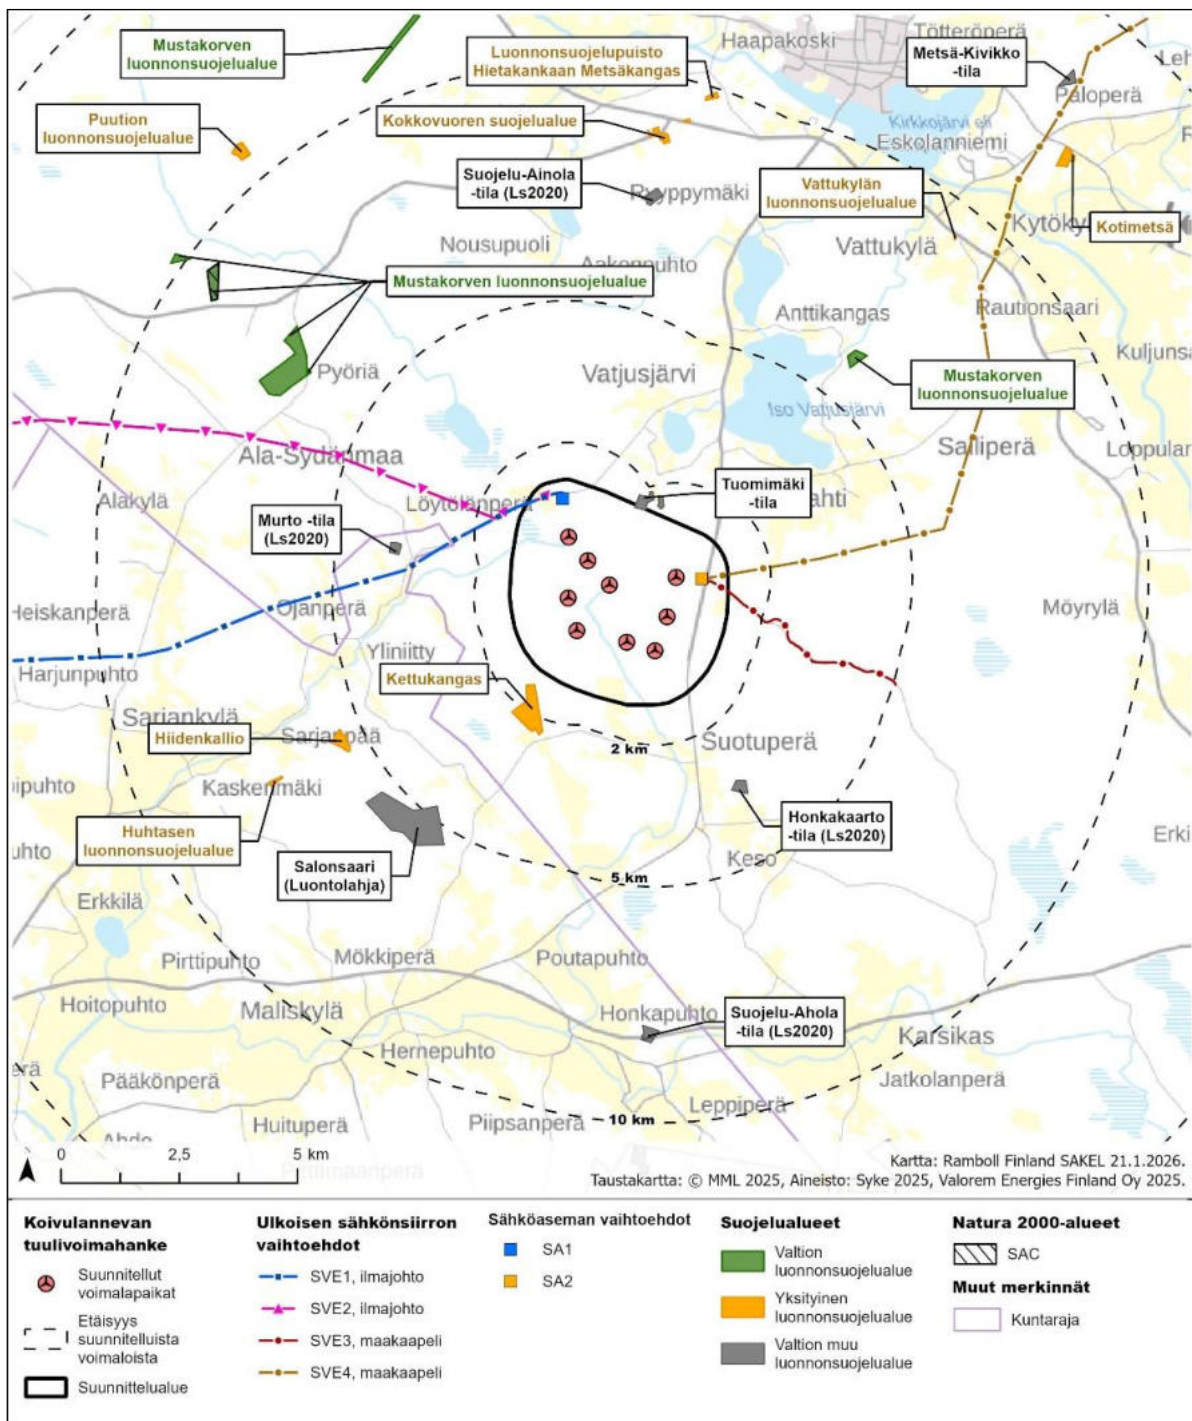 Mustakorven
luonnonsuojelualue
Luonnonsuojelupuisto
Hietakankaan Metsäkangas
Haapakoski
Tötteröperä
Metsä-Kivikko
-tila
Paloperä
Puution
luonnonsuojelualue
Kokkovuoren suojelualue
Kirkkojärvi eli
Eskolanniemi
Suojelu-Ainola
-tila (Ls2020)
Vattukylän
luonnonsuojelualue
Kotimetsä
Nousupuoli
Vattukylä
Mustakorven luonnonsuojelualue
Anttikangas
Rautionsaari
Pyöriä
Vatjusjärvi
Mustakorven
luonnonsuojelualue
Iso Vatjusjärvi
Ala-Sydänmaa
Sailiperä
Alakylä
Löytölänperä
Tuomimäki
-tila
Murto -tila
(Ls2020)
Ojanperä
Möyrylä
Yliniitty
Harjunpuhto
Kettukangas
Sarjankylä
Hiidenkallio
Sarjanpää
2 km
Suotuperä
Kaskenmäki
Huhtasen
luonnonsuojelualue
Honkakaarto
-tila (Ls2020)
Salonsaari
(Luontolahja)
Keso
5 km
Erkkilä
Pirttipuhto
Mökkiperä
Poutapuhto
Hoitopuhto
Maliskylä
Honkapuhto
Suojelu-Ahola
-tila (Ls2020)
Karsikas
Hernepuhto
Pääkönperä
Jatkolanperä
Leppiperä
10 km
Huituperä
Piipsanperä
0 2,5 5 km
Kartta: Ramboll Finland SAKEL 21.1.2026.
Taustakartta: © MML 2025, Aineisto: Syke 2025, Valorem Energies Finland Oy 2025.
Koivulannevan
tuulivoimahanke
Suunnitellut
voimalapaikat
Etäisyys
suunnitelluista
voimaloista
Suunnittelualue
Ulkoisen sähkönsiirron
vaihtoehdot
SVE1, ilmajohto
SVE2, ilmajohto
SVE3, maakaapeli
SVE4, maakaapeli
Sähköaseman vaihtoehdot
SA1
SA2
Suojelualueet
Valtion
luonnonsuojelualue
Yksityinen
luonnonsuojelualue
Valtion muu
luonnonsuojelualue
Natura 2000-alueet
SAC
Muut merkinnät
Kuntaraja